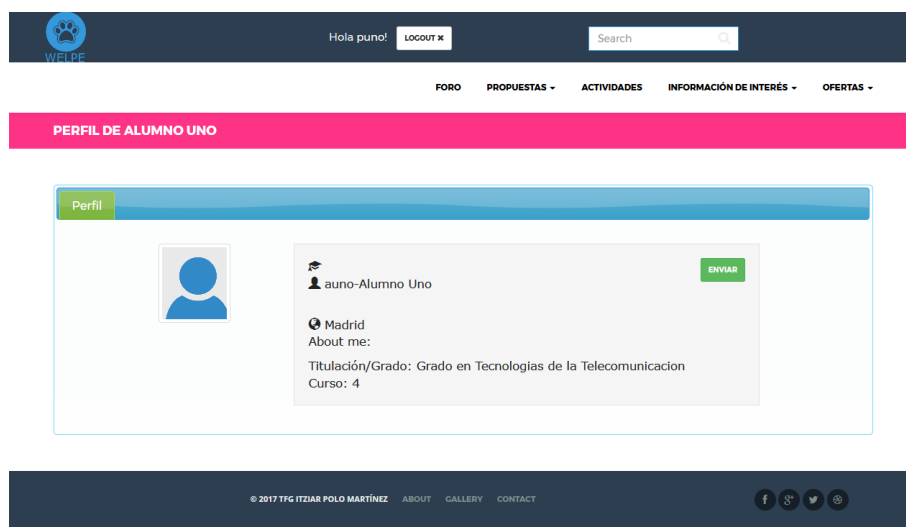 WELPE
Hola puno! LOGOUT ✖ Search
FORO PROPUESTAS ACTIVIDADES INFORMACIÓN DE INTERÉS OFERTAS
PERFIL DE ALUMNO UNO
Perfil
ENVIAR
auno-Alumno Uno
Madrid
About me:
Titulación/Grado: Grado en Tecnologias de la Telecomunicacion
Curso: 4
© 2017 TFG ITZIAR POLO MARTÍNEZ ABOUT GALLERY CONTACT